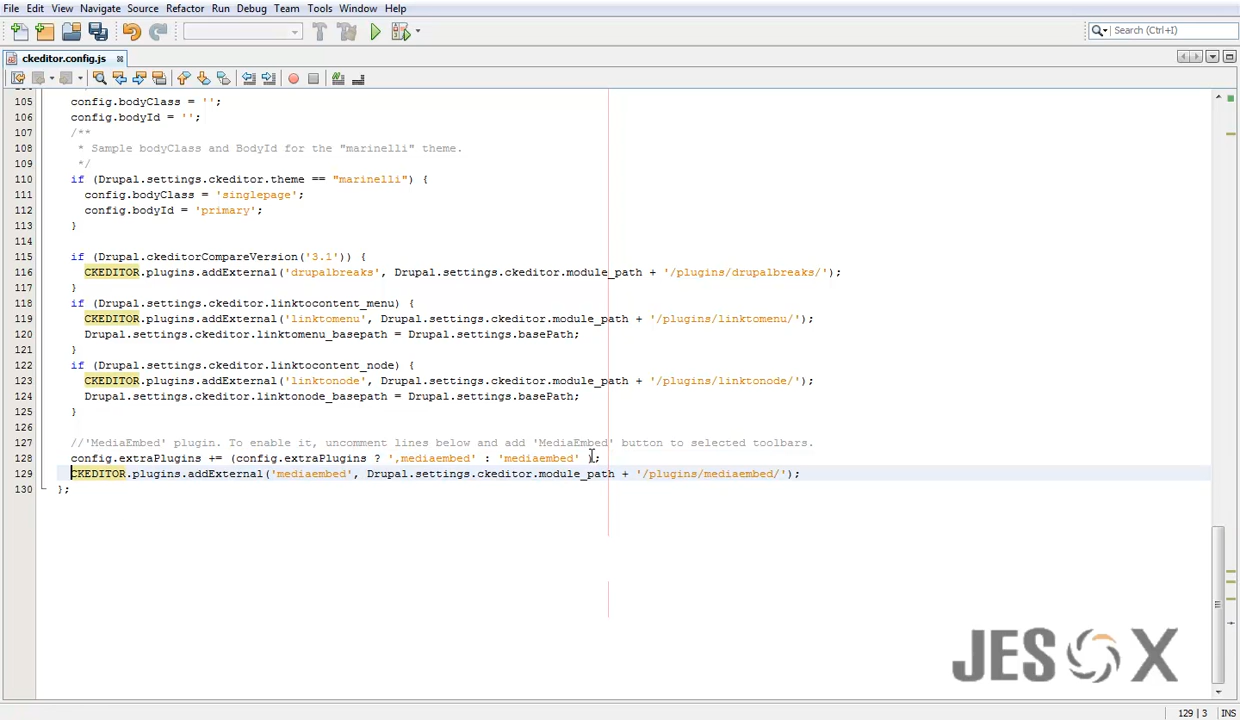 File Edit View Navigate Source Refactor Run Debug Team Tools Window Help
Search (Ctrl+I)
ckeditor.config.js
105 config.bodyClass = '';
106 config.bodyId = '';
107 /**
108 * Sample bodyClass and BodyId for the "marinelli" theme.
109 */
110 if (Drupal.settings.ckeditor.theme == "marinelli") {
111 config.bodyClass = 'singlepage';
112 config.bodyId = 'primary';
113 }
114
115 if (Drupal.ckeditorCompareVersion('3.1')) {
116 CKEDITOR.plugins.addExternal('drupalbreaks', Drupal.settings.ckeditor.module_path + '/plugins/drupalbreaks/');
117 }
118 if (Drupal.settings.ckeditor.linktocontent_menu) {
119 CKEDITOR.plugins.addExternal('linktomenu', Drupal.settings.ckeditor.module_path + '/plugins/linktomenu/');
120 Drupal.settings.ckeditor.linktomenu_basepath = Drupal.settings.basePath;
121 }
122 if (Drupal.settings.ckeditor.linktocontent_node) {
123 CKEDITOR.plugins.addExternal('linktonode', Drupal.settings.ckeditor.module_path + '/plugins/linktonode/');
124 Drupal.settings.ckeditor.linktonode_basepath = Drupal.settings.basePath;
125 }
126
127 //'MediaEmbed' plugin. To enable it, uncomment lines below and add 'MediaEmbed' button to selected toolbars.
128 config.extraPlugins += (config.extraPlugins ? ',mediaembed' : 'mediaembed' );
129 CKEDITOR.plugins.addExternal('mediaembed', Drupal.settings.ckeditor.module_path + '/plugins/mediaembed/');
130 };
JESOX
129 | 3 INS